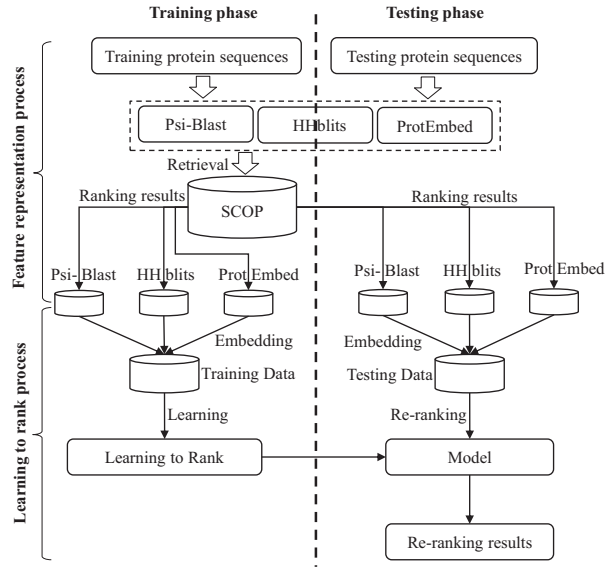 Training phase
Testing phase
Training protein sequences
Testing protein sequences
Psi-Blast
HHblits
ProtEmbed
Retrieval
Ranking results
SCOP
Ranking results
Psi- Blast
HH blits
Prot Embed
Psi- Blast
HH blits
Prot Embed
Embedding
Embedding
Training Data
Testing Data
Learning
Re-ranking
Learning to Rank
Model
Re-ranking results
Feature representation process
Learning to rank process